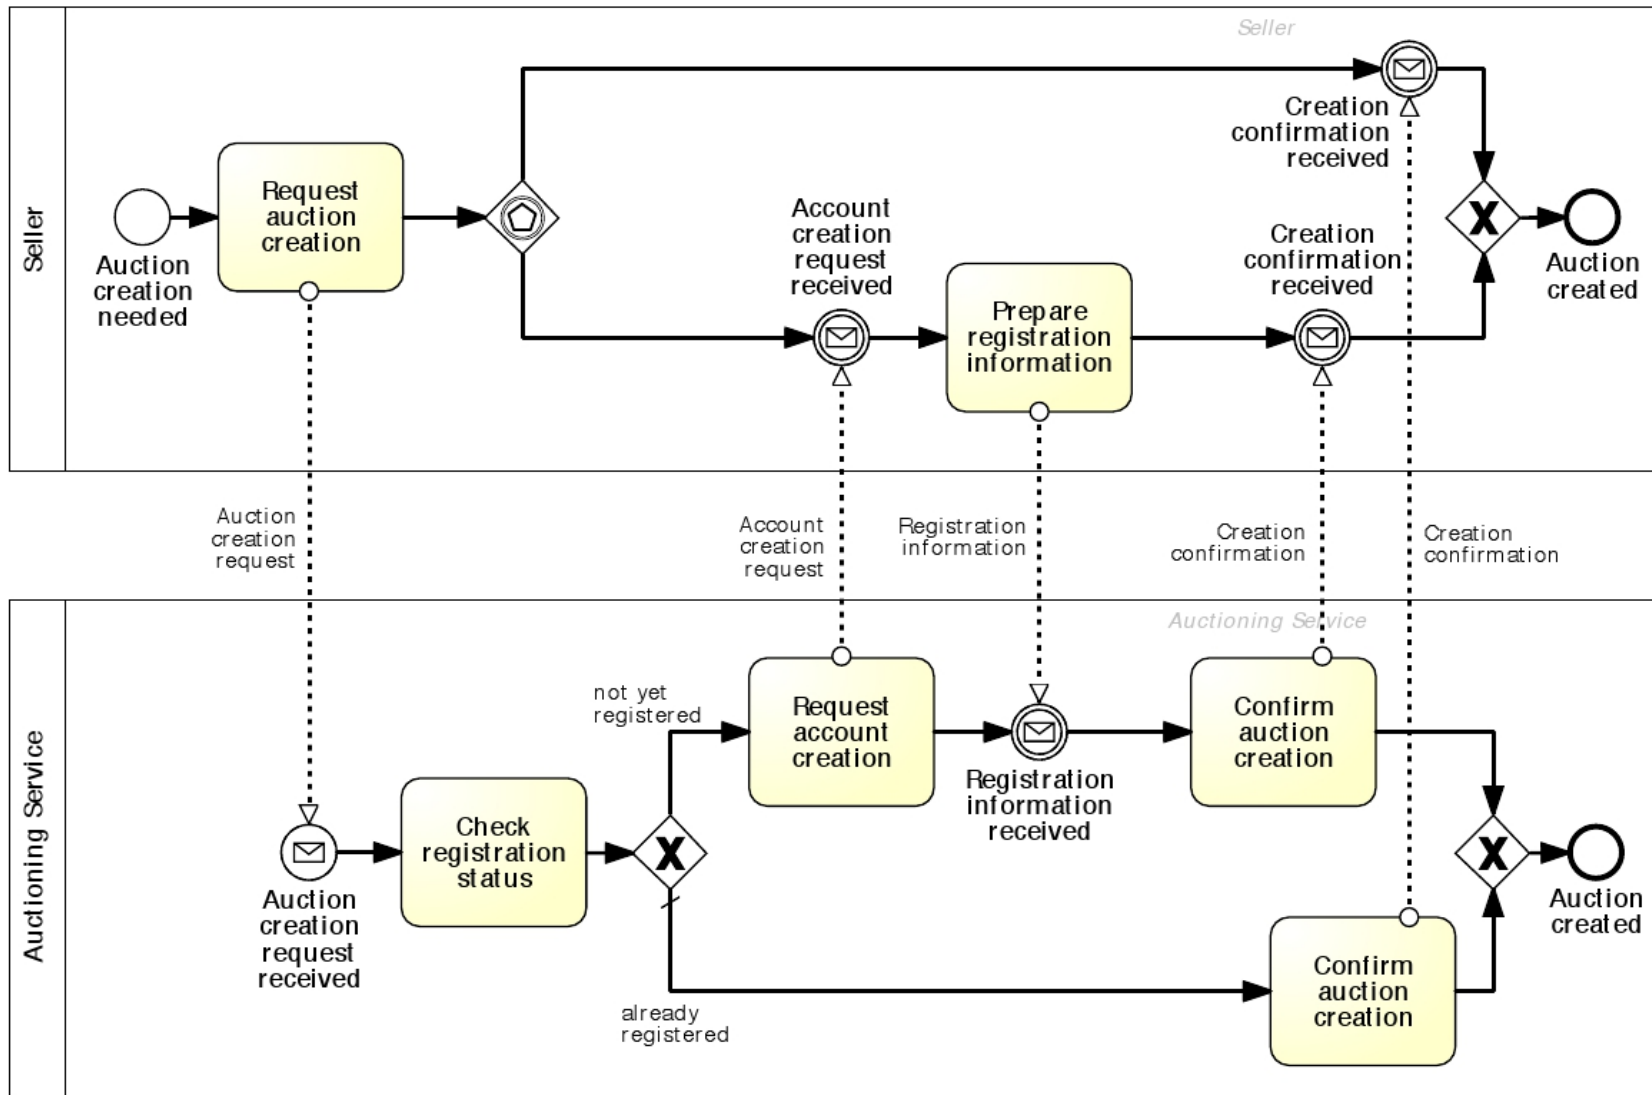 Seller
Seller
Creation
confirmation
received
Request
auction
creation
Account
creation
request
received
Creation
confirmation
received
Auction
creation
needed
Prepare
registration
information
Auction
created
Auction
creation
request
Account
creation
request
Registration
information
Creation
confirmation
Creation
confirmation
Auctioning Service
Auctioning Service
not yet
registered
Request
account
creation
Confirm
auction
creation
Registration
information
received
Check
registration
status
Auction
creation
request
received
Auction
created
already
registered
Confirm
auction
creation